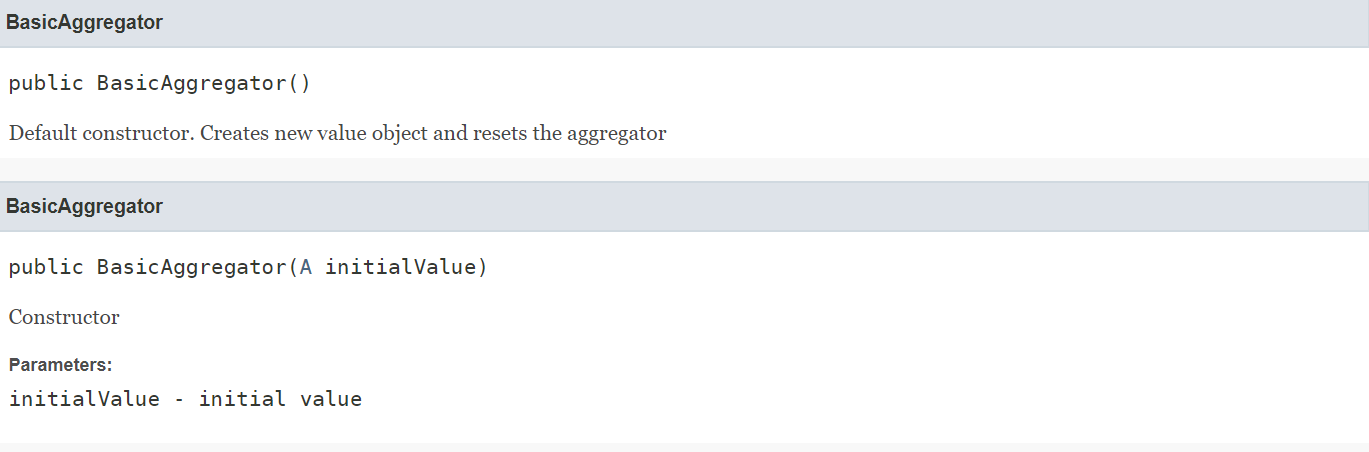 BasicAggregator
public BasicAggregator()
Default constructor. Creates new value object and resets the aggregator
BasicAggregator
public BasicAggregator(A initialValue)
Constructor
Parameters:
initialValue - initial value